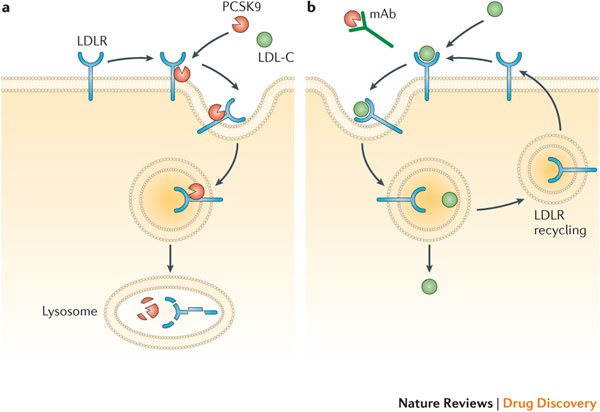 a
PCSK9
LDLR
LDL-C
b
mAb
LDLR
recycling
Lysosome
Nature Reviews | Drug Discovery